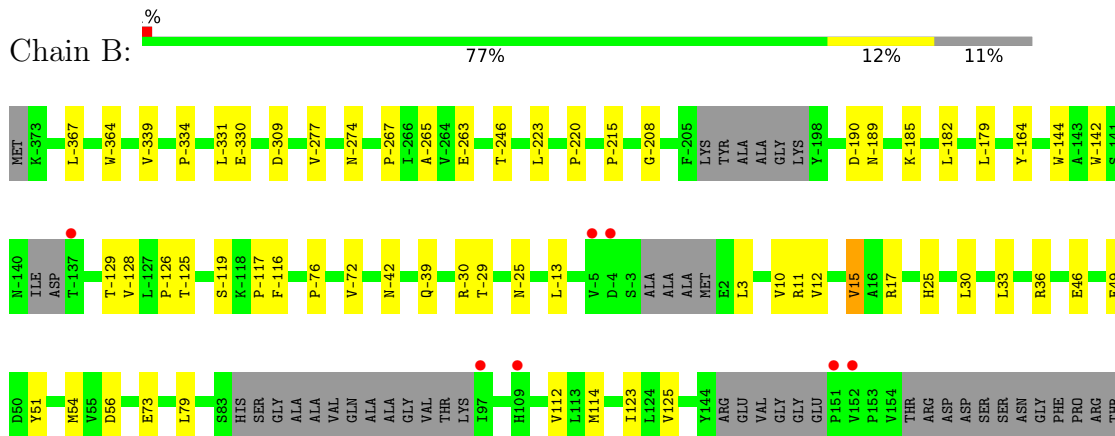 .%
Chain B:
77% 12% 11%
MET K-373 L-367 W-364 V-339 P-334 L-331 E-330 D-309 V-277 N-274 P-267 I-266 A-265 V-264 E-263 T-246 L-223 P-220 P-215 G-208 F-205 LYS TYR ALA ALA GLY LYS Y-198 D-190 N-189 K-185 L-182 L-179 Y-164 W-144 A-143 W-142 S-141
N-140 ILE ASP T-137 T-129 V-128 L-127 P-126 T-125 S-119 K-118 P-117 F-116 P-76 V-72 N-42 Q-39 R-30 T-29 N-25 L-13 V-5 D-4 S-3 ALA ALA ALA MET E2 L3 V10 R11 V12 V15 A16 R17 H25 L30 L33 R36 E46
D50 Y51 M54 V55 D56 E73 L79 S83 HIS SER GLY ALA ALA VAL GLN ALA ALA GLY VAL THR LYS I97 H109 V112 L113 M114 I123 L124 V125 Y144 ARG GLU VAL GLY GLY GLU P151 V152 P153 V154 THR ARG ASP ASP SER SER ASN GLY PHE PRO ARG THR